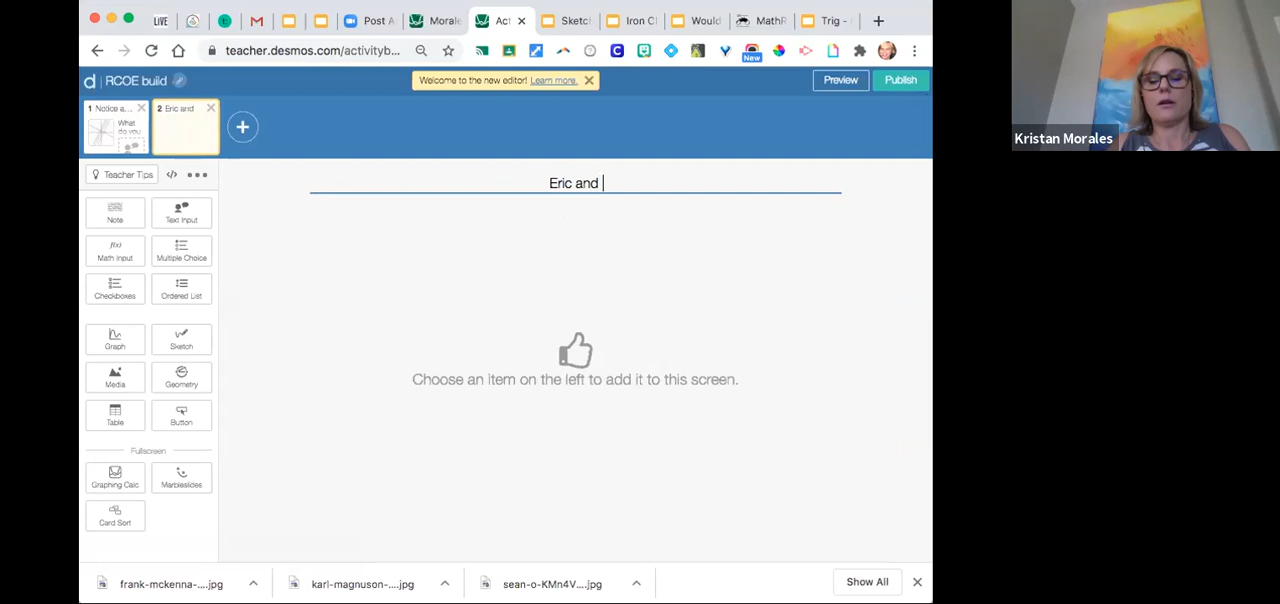 LIVE
Post A
Morale
Act
Sketch
Iron Cl
Would
MathR
Trig -
teacher.desmos.com/activityb...
New
RCOE build
Welcome to the new editor! Learn more.
Preview
Publish
1 Notice a...
What do you
2 Eric and
Teacher Tips
Eric and
Note
Text Input
Math Input
Multiple Choice
Checkboxes
Ordered List
Graph
Sketch
Media
Geometry
Table
Button
Fullscreen
Graphing Calc
Marbleslides
Card Sort
Choose an item on the left to add it to this screen.
frank-mckenna-....jpg
karl-magnuson-....jpg
sean-o-KMn4V....jpg
Show All
Kristan Morales